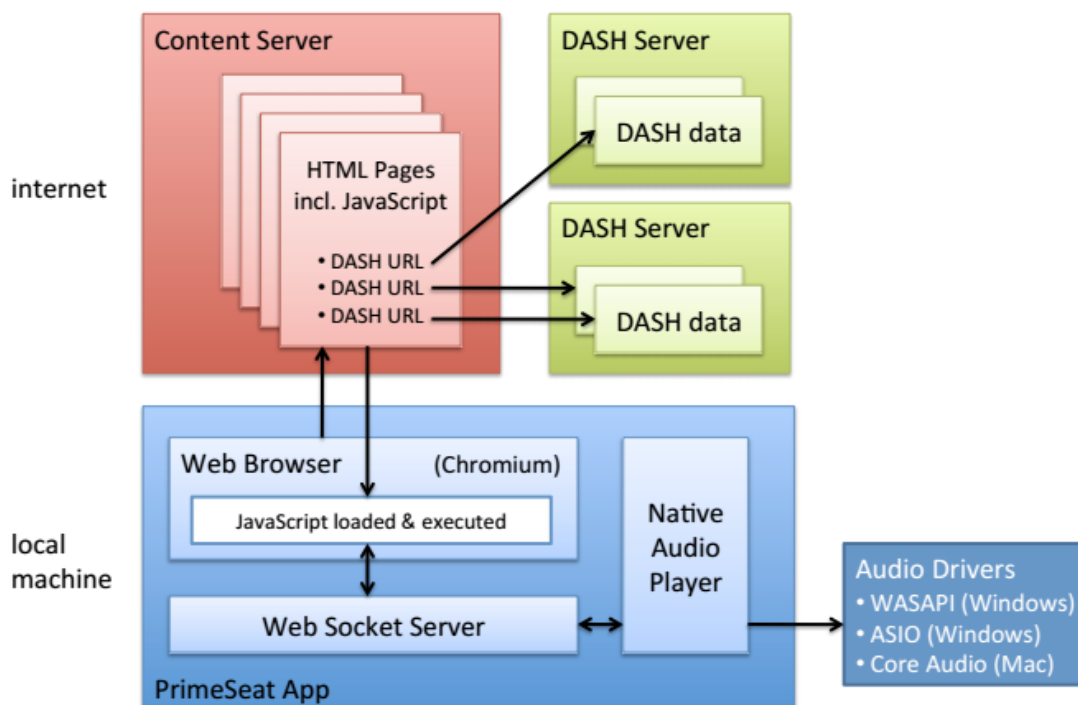 Content Server
HTML Pages
incl. JavaScript
• DASH URL
• DASH URL
• DASH URL
DASH Server
DASH data
DASH Server
DASH data
internet
Web Browser (Chromium)
JavaScript loaded & executed
Web Socket Server
Native
Audio
Player
PrimeSeat App
local
machine
Audio Drivers
• WASAPI (Windows)
• ASIO (Windows)
• Core Audio (Mac)